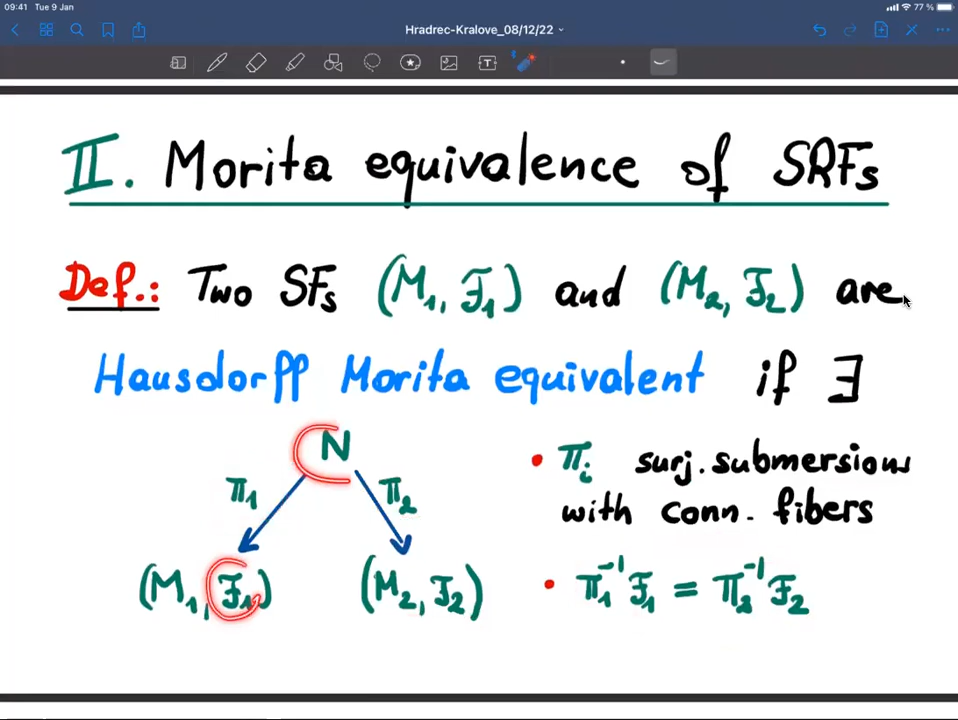 09:41 Tue 9 Jan 77 %
Hradrec-Kralove_08/12/22
II. Morita equivalence of SRFs
Def.: Two SFs (M₁, F₁) and (M₂, F₂) are
Hausdorff Morita equivalent if ∃
N
π₁ π₂
(M₁, F₁) (M₂, F₂)
• πᵢ surj. submersions
with conn. fibers
• π₁⁻¹F₁ = π₂⁻¹F₂